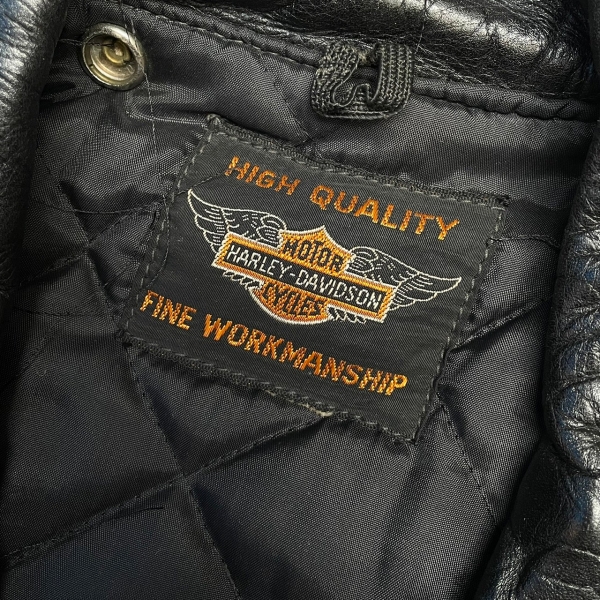 HIGH QUALITY
MOTOR
HARLEY-DAVIDSON
CYCLES
FINE WORKMANSHIP